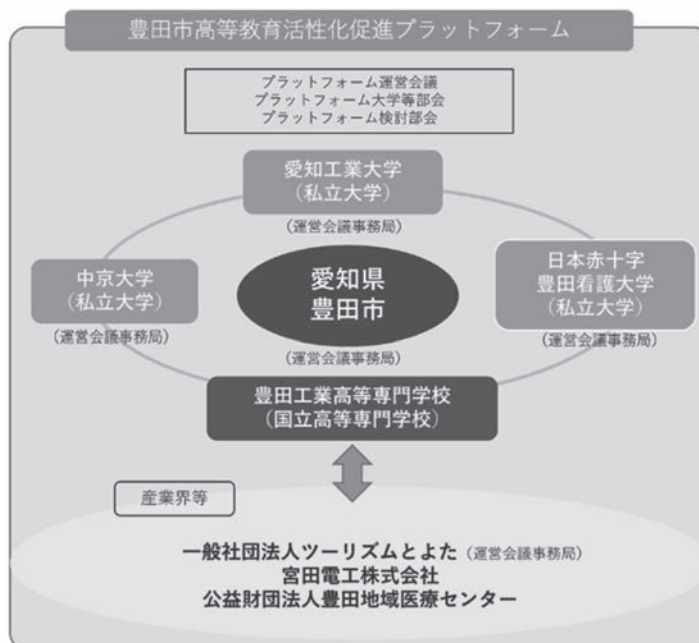 豊田市高等教育活性化促進プラットフォーム
プラットフォーム運営会議
プラットフォーム大学等部会
プラットフォーム検討部会
愛知工業大学
(私立大学)
(運営会議事務局)
中京大学
(私立大学)
(運営会議事務局)
愛知県
豊田市
(運営会議事務局)
日本赤十字
豊田看護大学
(私立大学)
(運営会議事務局)
豊田工業高等専門学校
(国立高等専門学校)
産業界等
一般社団法人ツーリズムとよた(運営会議事務局)
宮田電工株式会社
公益財団法人豊田地域医療センター